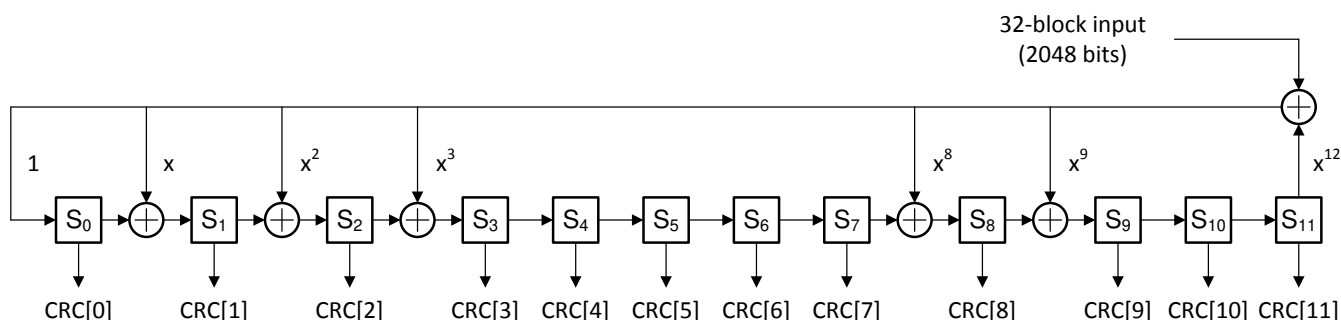 32-block input
(2048 bits)
1 x x² x³ x⁸ x⁹ x¹²
S₀ S₁ S₂ S₃ S₄ S₅ S₆ S₇ S₈ S₉ S₁₀ S₁₁
CRC[0] CRC[1] CRC[2] CRC[3] CRC[4] CRC[5] CRC[6] CRC[7] CRC[8] CRC[9] CRC[10] CRC[11]